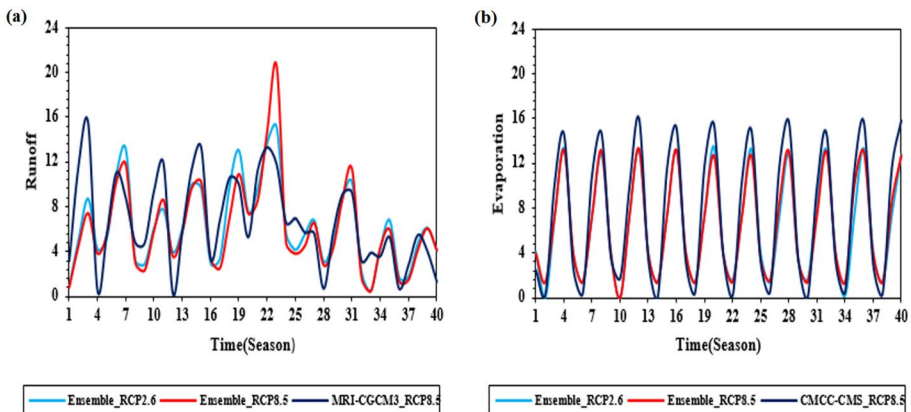 (a)
Runoff
24
20
16
12
8
4
0
1 4 7 10 13 16 19 22 25 28 31 34 37 40
Time(Season)
Ensemble_RCP2.6 Ensemble_RCP8.5 MRI-CGCM3_RCP8.5
(b)
Evaporation
24
20
16
12
8
4
0
1 4 7 10 13 16 19 22 25 28 31 34 37 40
Time(Season)
Ensemble_RCP2.6 Ensemble_RCP8.5 CMCC-CMS_RCP8.5